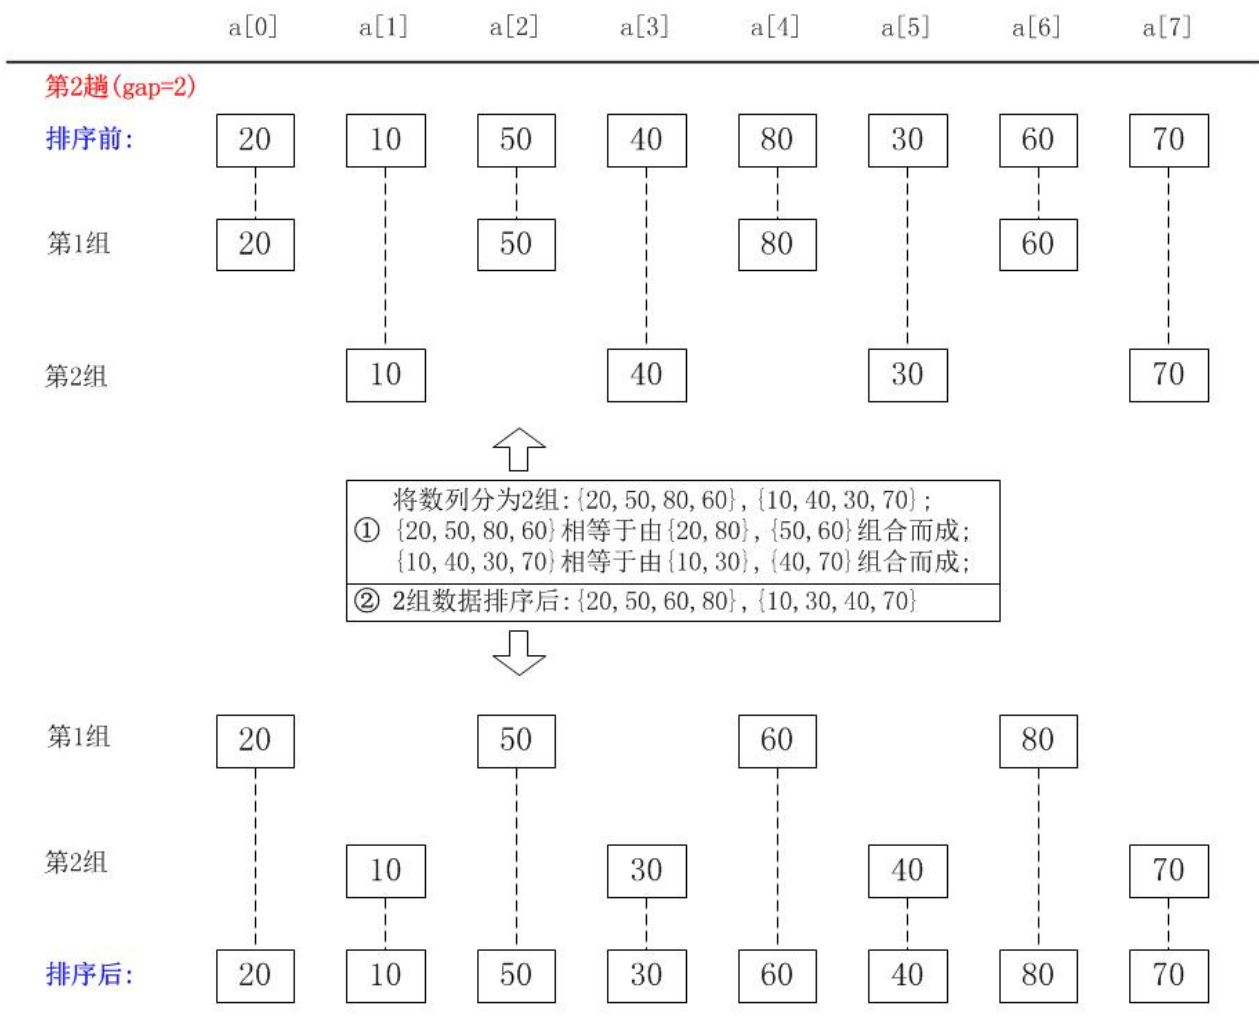 a[0] a[1] a[2] a[3] a[4] a[5] a[6] a[7]
第2趟(gap=2)
排序前: 20 10 50 40 80 30 60 70
第1组 20 50 80 60
第2组 10 40 30 70
将数列分为2组:{20,50,80,60},{10,40,30,70};
① {20,50,80,60}相等于由{20,80},{50,60}组合而成;
{10,40,30,70}相等于由{10,30},{40,70}组合而成;
② 2组数据排序后:{20,50,60,80},{10,30,40,70}
第1组 20 50 60 80
第2组 10 30 40 70
排序后: 20 10 50 30 60 40 80 70